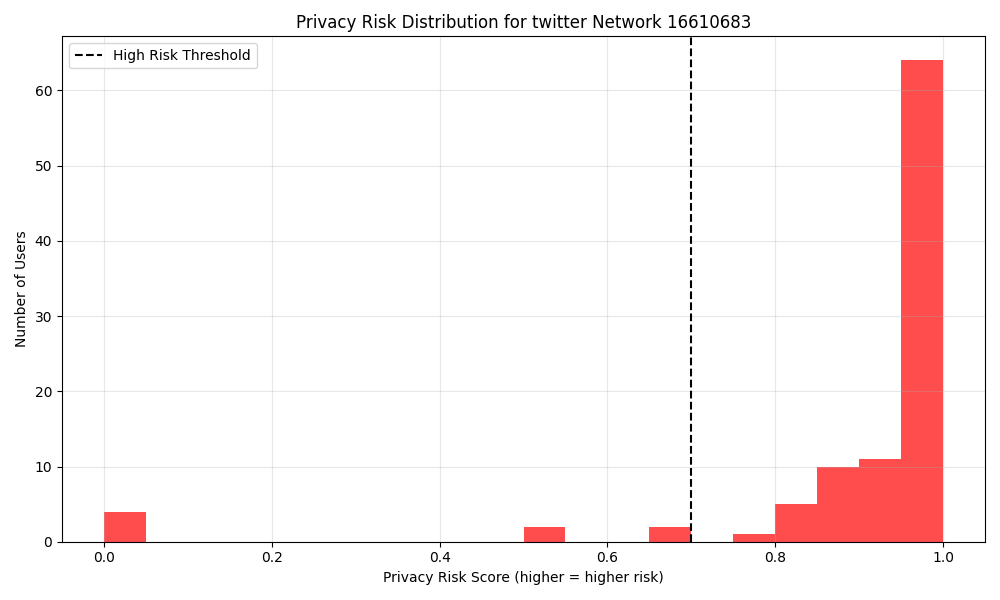 Privacy Risk Distribution for twitter Network 16610683
High Risk Threshold
Number of Users
60
50
40
30
20
10
0
0.0 0.2 0.4 0.6 0.8 1.0
Privacy Risk Score (higher = higher risk)